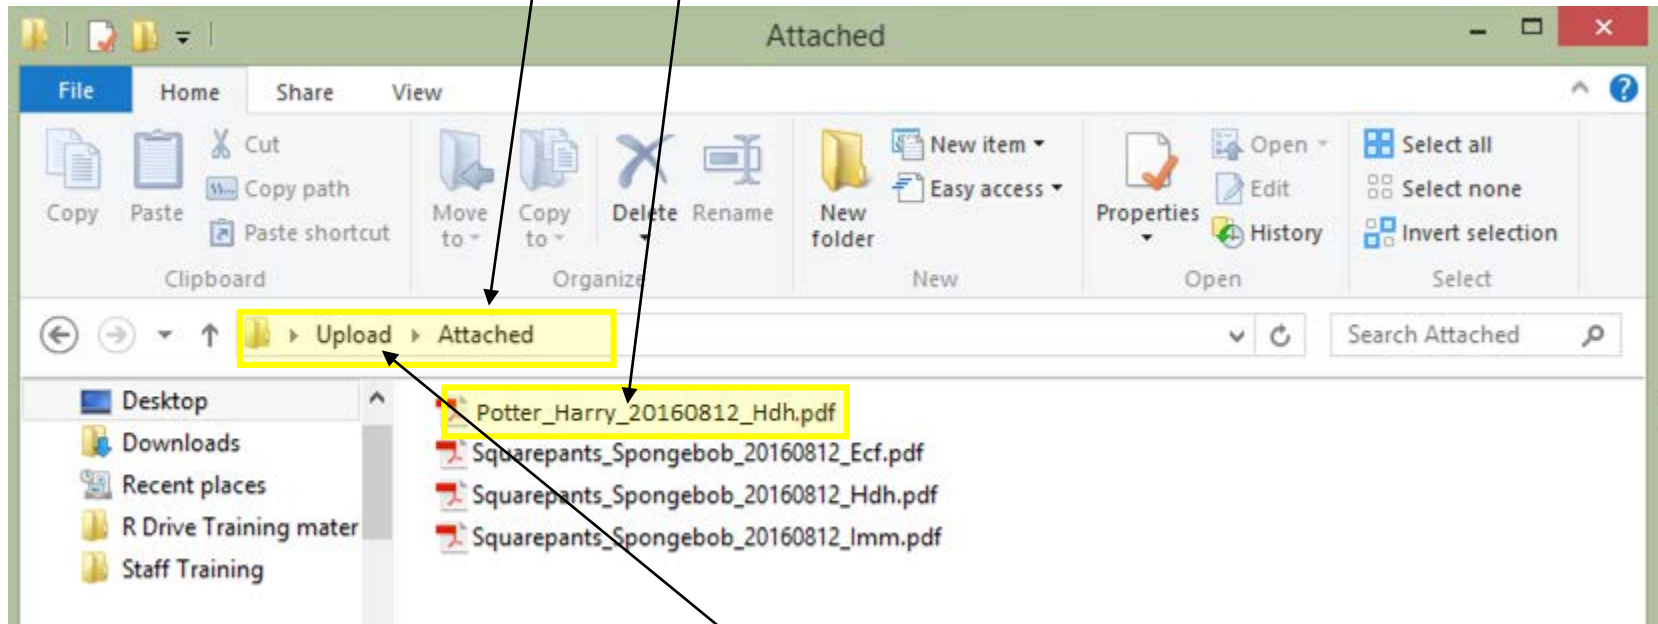 Attached
File Home Share View
Cut
Copy path
Paste shortcut
Copy Paste
Clipboard
Move to
Copy to
Delete Rename
Organize
New folder
New item
Easy access
New
Properties
Open
Edit
History
Open
Select all
Select none
Invert selection
Select
Upload Attached
Search Attached
Desktop
Downloads
Recent places
R Drive Training mater
Staff Training
Potter_Harry_20160812_Hdh.pdf
Squarepants_Spongebob_20160812_Ecf.pdf
Squarepants_Spongebob_20160812_Hdh.pdf
Squarepants_Spongebob_20160812_Imm.pdf